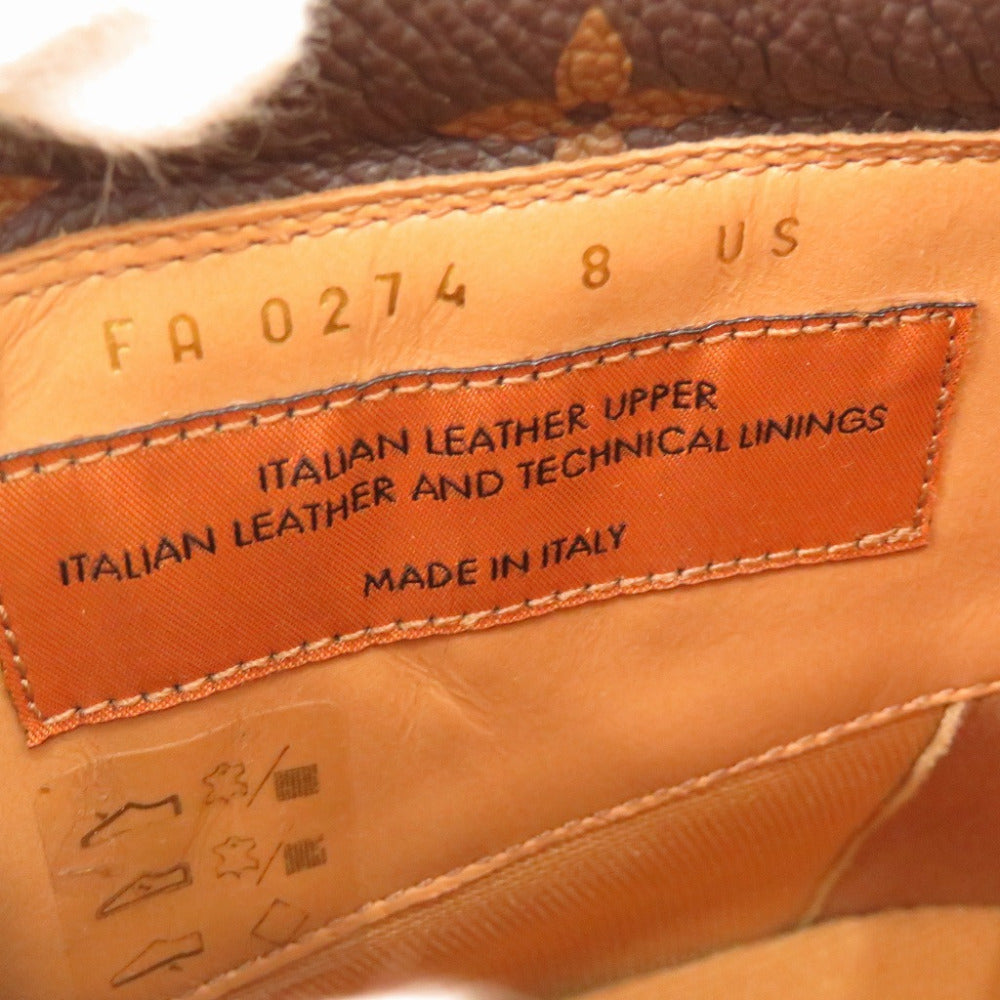 FA 0274 8 US
ITALIAN LEATHER UPPER
ITALIAN LEATHER AND TECHNICAL LININGS
MADE IN ITALY